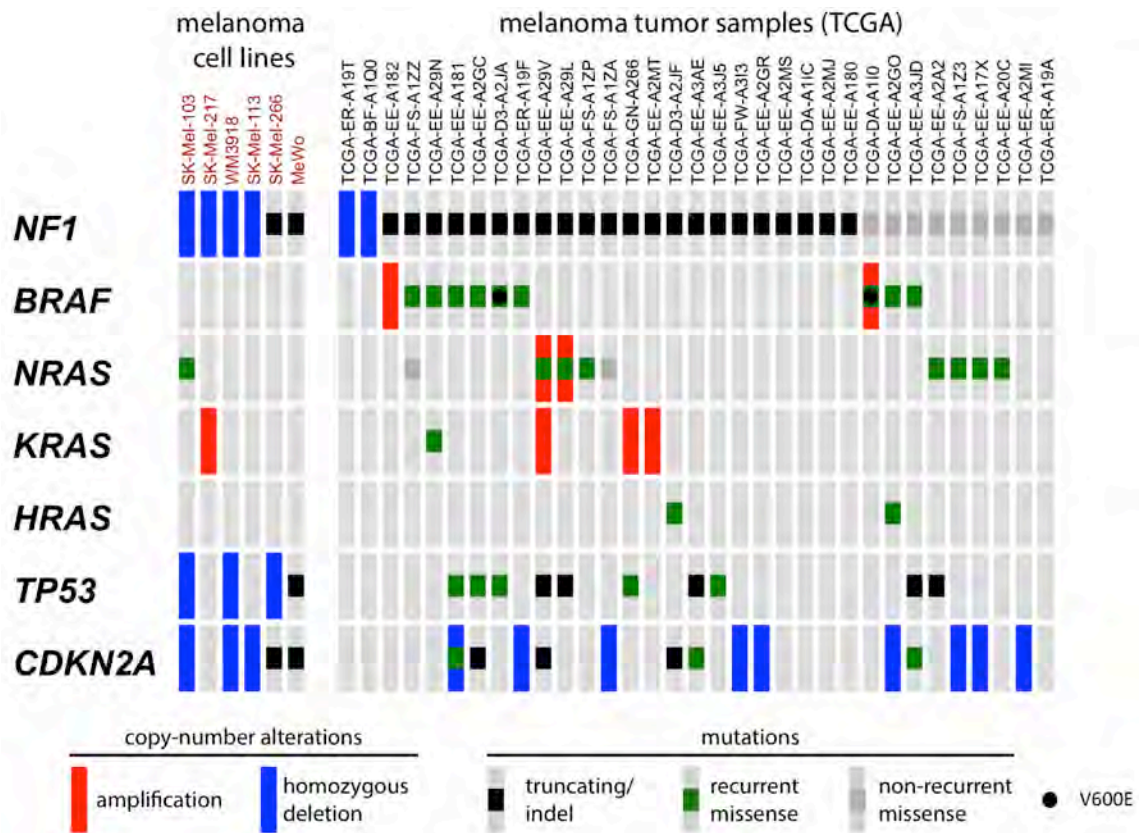 melanoma
cell lines
melanoma tumor samples (TCGA)
SK-Mel-103
SK-Mel-217
WM3918
SK-Mel-113
SK-Mel-266
MeWo
TCGA-ER-A19T
TCGA-BF-A1Q0
TCGA-EE-A182
TCGA-FS-A1ZZ
TCGA-EE-A29N
TCGA-EE-A181
TCGA-EE-A2GC
TCGA-D3-A2JA
TCGA-ER-A19F
TCGA-EE-A29V
TCGA-EE-A29L
TCGA-FS-A1ZP
TCGA-FS-A1ZA
TCGA-GN-A266
TCGA-EE-A2MT
TCGA-D3-A2JF
TCGA-EE-A3AE
TCGA-EE-A3J5
TCGA-FW-A3I3
TCGA-EE-A2GR
TCGA-EE-A2MS
TCGA-DA-A1IC
TCGA-EE-A2MJ
TCGA-EE-A180
TCGA-DA-A1I0
TCGA-EE-A2GO
TCGA-EE-A3JD
TCGA-EE-A2A2
TCGA-FS-A1Z3
TCGA-EE-A17X
TCGA-EE-A20C
TCGA-EE-A2MI
TCGA-ER-A19A
NF1
BRAF
NRAS
KRAS
HRAS
TP53
CDKN2A
copy-number alterations
amplification
homozygous
deletion
mutations
truncating/
indel
recurrent
missense
non-recurrent
missense
V600E